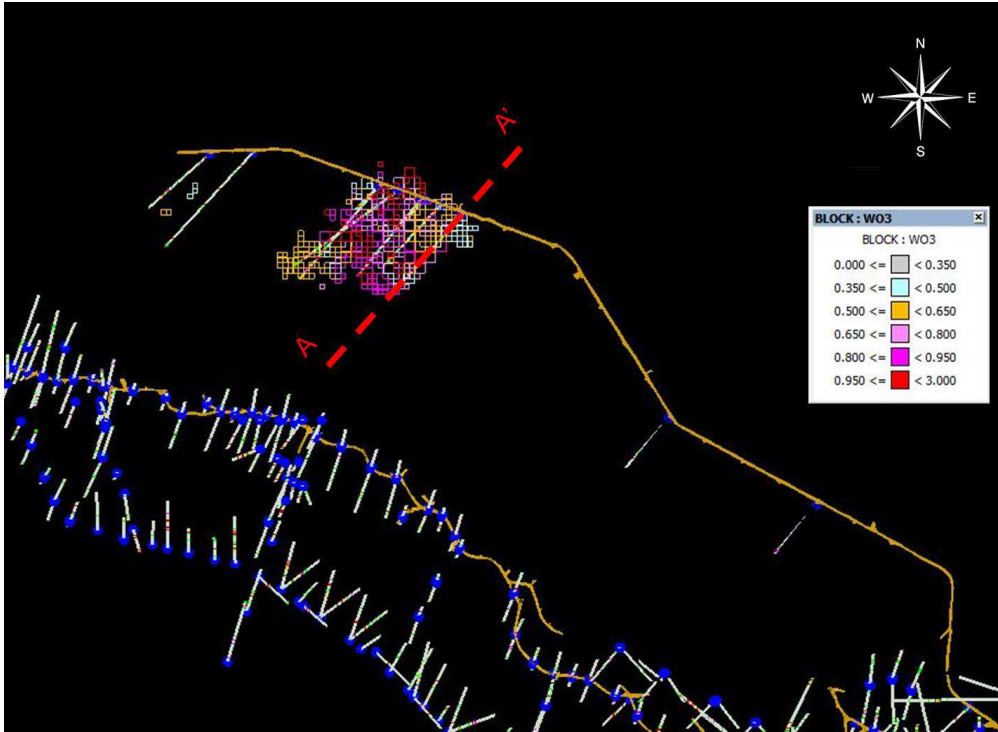 N
W E
S
A'
A
BLOCK : WO3
BLOCK : WO3
0.000 <= < 0.350
0.350 <= < 0.500
0.500 <= < 0.650
0.650 <= < 0.800
0.800 <= < 0.950
0.950 <= < 3.000